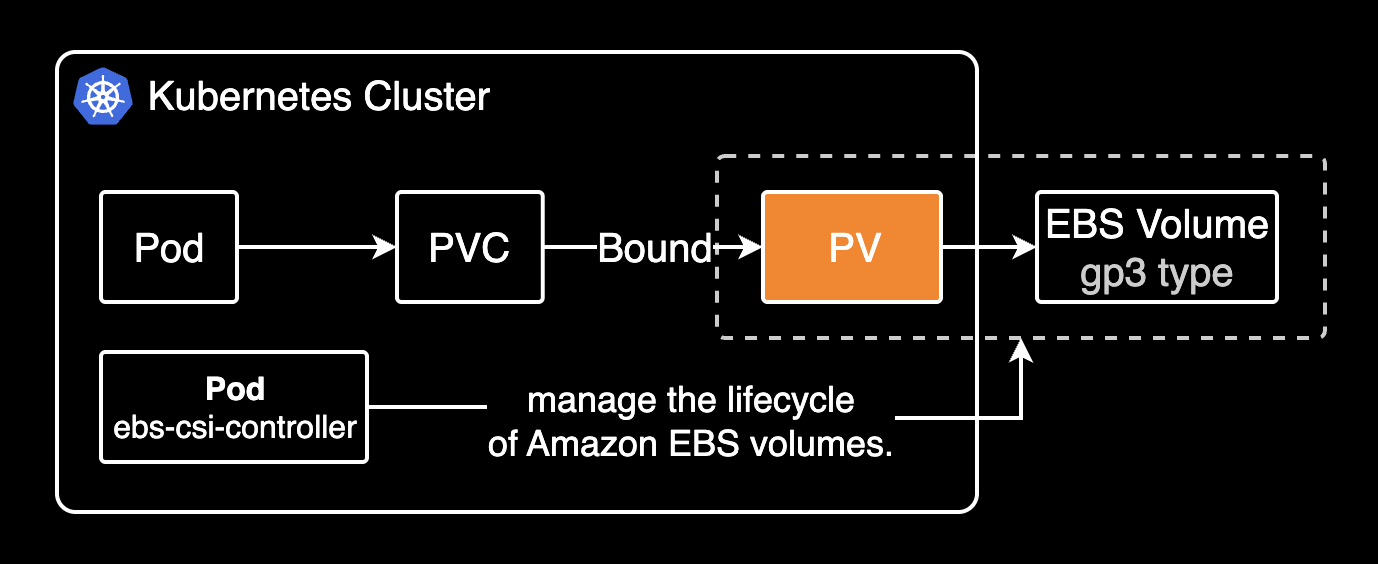 Kubernetes Cluster
Pod
PVC
Bound
PV
EBS Volume
gp3 type
Pod
ebs-csi-controller
manage the lifecycle
of Amazon EBS volumes.